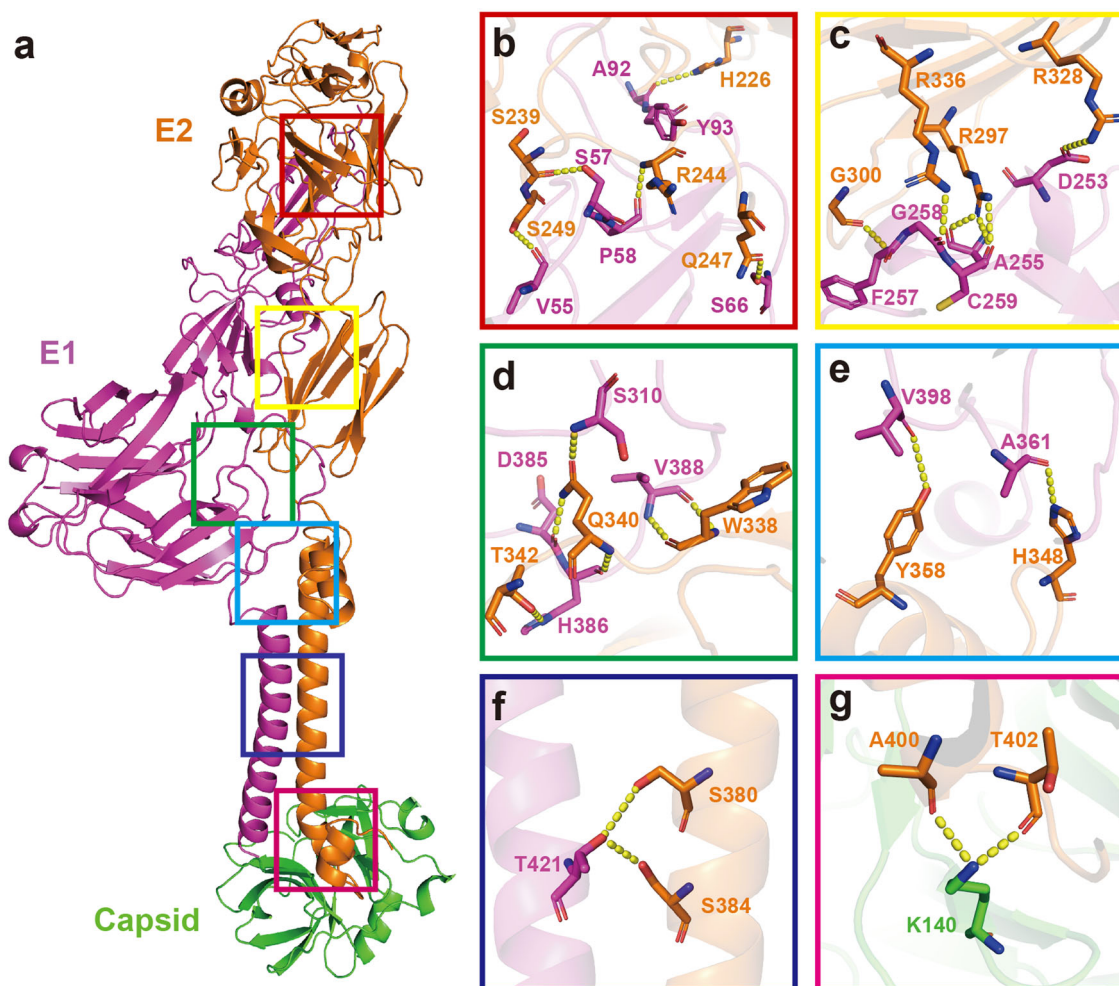 a
E2
E1
Capsid
b
A92
H226
S239
Y93
S57
R244
S249
P58
Q247
V55
S66
c
R336
R328
R297
G300
D253
G258
A255
F257
C259
d
S310
D385
V388
Q340
W338
T342
H386
e
V398
A361
Y358
H348
f
S380
T421
S384
g
A400
T402
K140